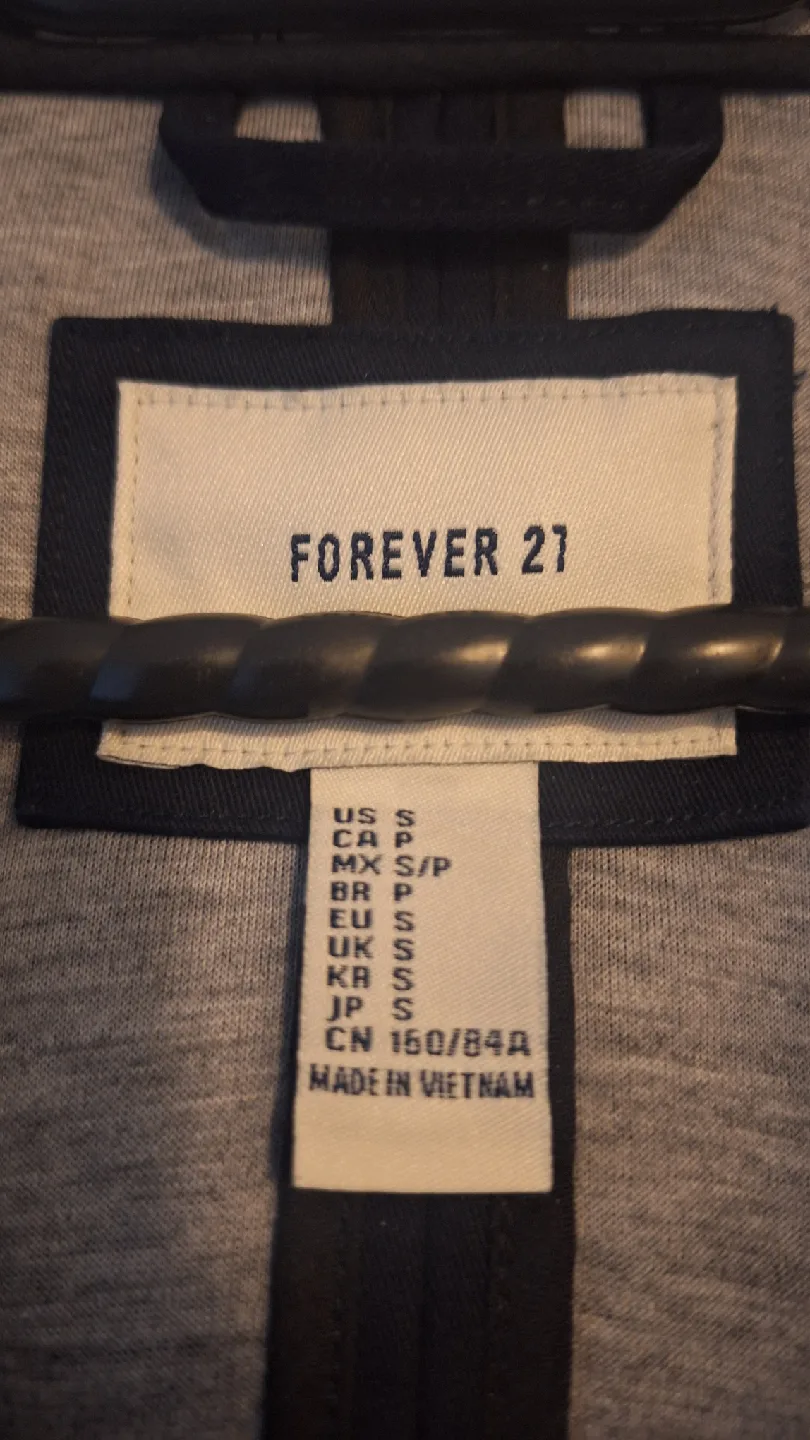 FOREVER 21
US S
CA P
MX S/P
BR P
EU S
UK S
KR S
JP S
CN 160/84A
MADE IN VIETNAM